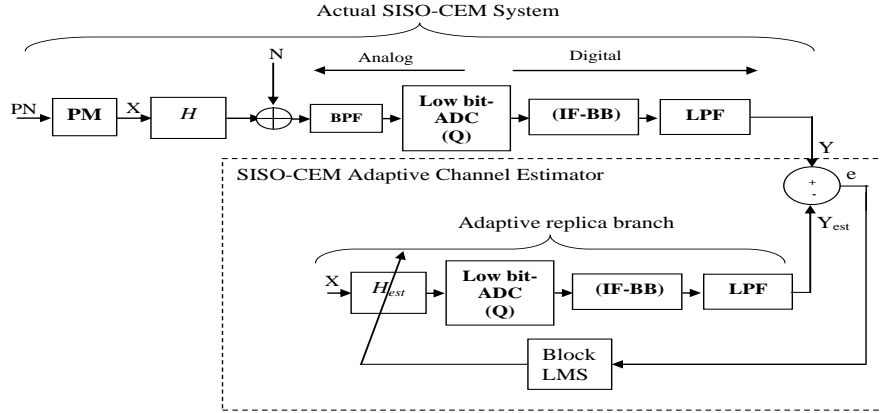 Actual SISO-CEM System
N
Analog
Digital
PN
PM
X
H
BPF
Low bit-
ADC
(Q)
(IF-BB)
LPF
Y
SISO-CEM Adaptive Channel Estimator
+
-
e
Yest
Adaptive replica branch
X
Hest
Low bit-
ADC
(Q)
(IF-BB)
LPF
Block
LMS